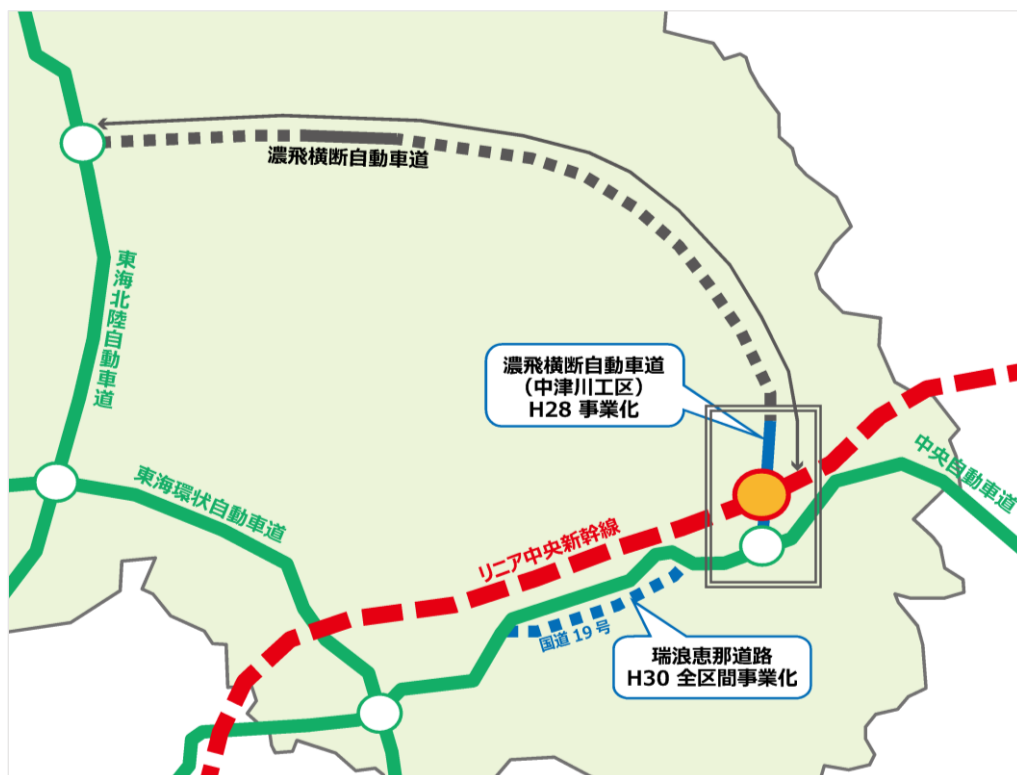 濃飛横断自動車道
東海北陸自動車道
濃飛横断自動車道
（中津川工区）
H28 事業化
中央自動車道
東海環状自動車道
リニア中央新幹線
国道 19 号
瑞浪恵那道路
H30 全区間事業化